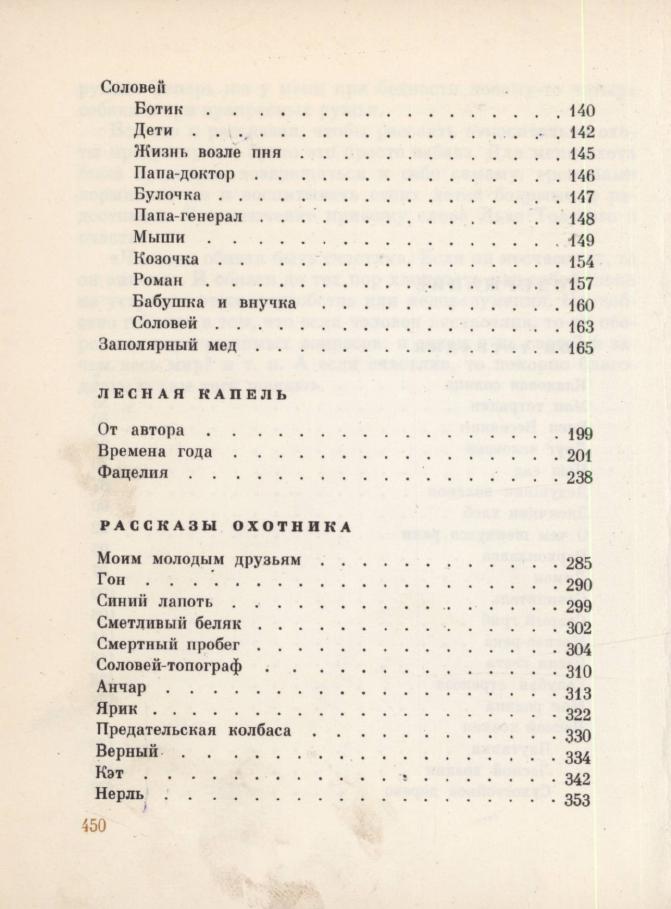 Соловей
Ботик . . . . . . . . . . . . . . 140
Дети . . . . . . . . . . . . . . 142
Жизнь возле пня . . . . . . . . . . 145
Папа-доктор . . . . . . . . . . . . 146
Булочка . . . . . . . . . . . . . 147
Папа-генерал . . . . . . . . . . . . 148
Мыши . . . . . . . . . . . . . . 149
Козочка . . . . . . . . . . . . . 154
Роман . . . . . . . . . . . . . . 157
Бабушка и внучка . . . . . . . . . . 160
Соловей . . . . . . . . . . . . . 163
Заполярный мед . . . . . . . . . . . . 165
ЛЕСНАЯ КАПЕЛЬ
От автора . . . . . . . . . . . . . . 199
Времена года . . . . . . . . . . . . . 201
Фацелия . . . . . . . . . . . . . . 238
РАССКАЗЫ ОХОТНИКА
Моим молодым друзьям . . . . . . . . . 285
Гон . . . . . . . . . . . . . . . . 290
Синий лапоть . . . . . . . . . . . . . 299
Сметливый беляк . . . . . . . . . . . . 302
Смертный пробег . . . . . . . . . . . . 304
Соловей-топограф . . . . . . . . . . . 310
Анчар . . . . . . . . . . . . . . . 313
Ярик . . . . . . . . . . . . . . . . 322
Предательская колбаса . . . . . . . . . . 330
Верный . . . . . . . . . . . . . . . 334
Кэт . . . . . . . . . . . . . . . . 342
Нерль . . . . . . . . . . . . . . . 353
450